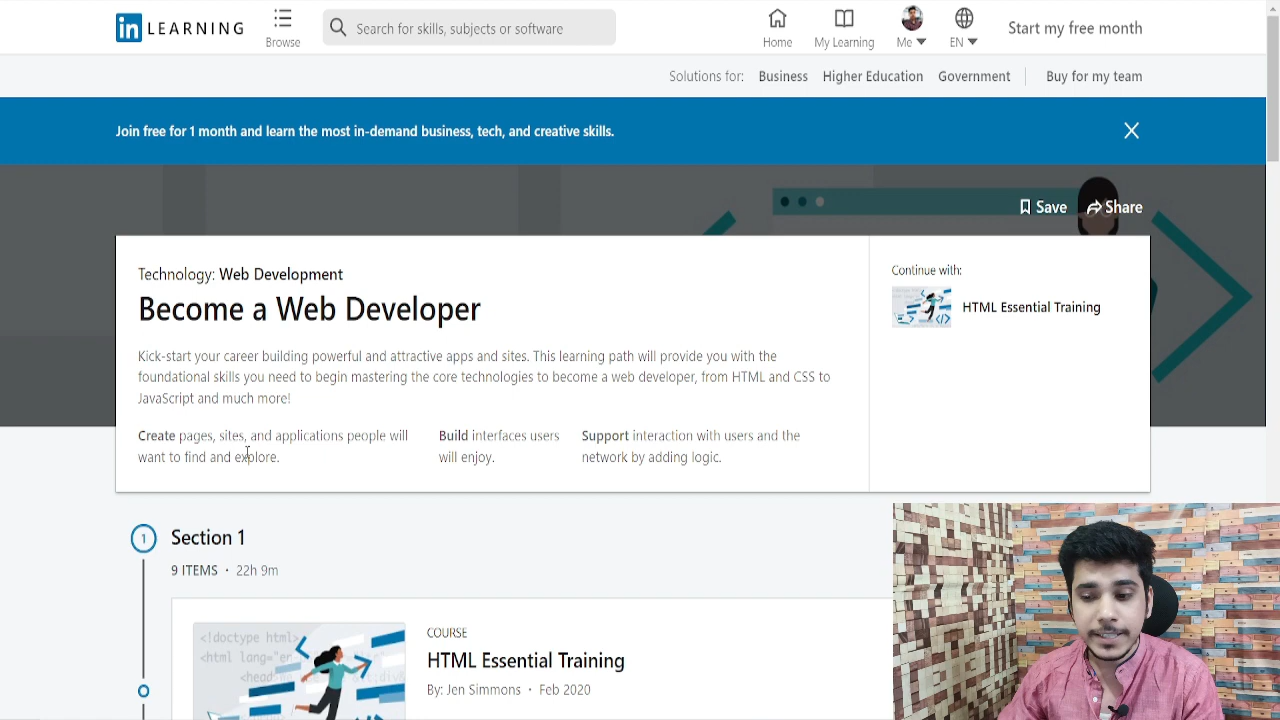 in LEARNING
Browse
Search for skills, subjects or software
Home
My Learning
Me
EN
Start my free month
Solutions for:
Business
Higher Education
Government
Buy for my team
Join free for 1 month and learn the most in-demand business, tech, and creative skills.
Save
Share
Technology: Web Development
Become a Web Developer
Kick-start your career building powerful and attractive apps and sites. This learning path will provide you with the
foundational skills you need to begin mastering the core technologies to become a web developer, from HTML and CSS to
JavaScript and much more!
Create pages, sites, and applications people will
want to find and explore.
Build interfaces users
will enjoy.
Support interaction with users and the
network by adding logic.
Continue with:
HTML Essential Training
1
Section 1
9 ITEMS · 22h 9m
<!doctype html>
<html lang="er
<head>
COURSE
HTML Essential Training
By: Jen Simmons · Feb 2020